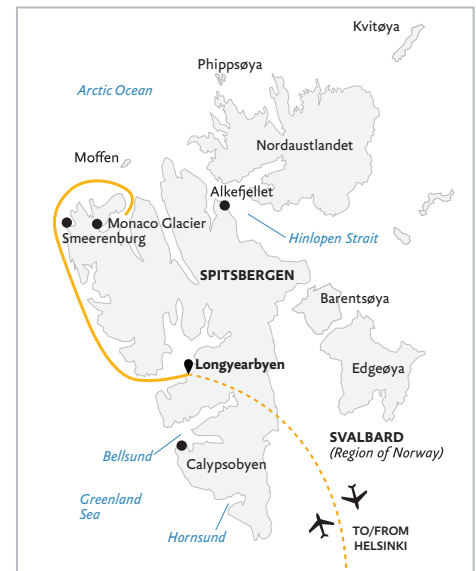 Kvitøya
Phippsøya
Arctic Ocean
Nordaustlandet
Moffen
Alkefjellet
Monaco Glacier
Smeerenburg
Hinlopen Strait
SPITSBERGEN
Barentsøya
Longyearbyen
Edgeøya
SVALBARD
(Region of Norway)
Bellsund
Calypsobyen
Greenland
Sea
Hornsund
TO/FROM
HELSINKI